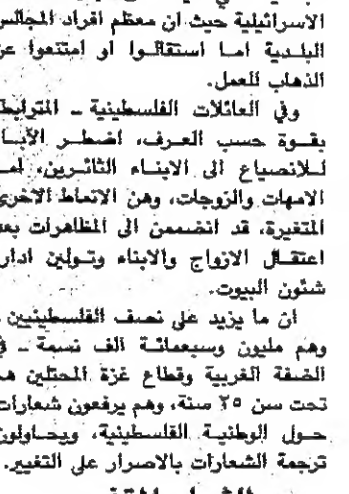 الاسرائيلية حيث ان معظم افراد المجالس
البلدية اما استقالوا او امتنعوا عن
الذهاب للعمل.
وفي العائلات الفلسطينية ـ المترابطة
بقوة حسب العرف، اضطر الآباء
للانصياع الى الابناء الثائرين، اما
الامهات والزوجات، وهن الانماط الاخرى
المتغيرة، قد انضممن الى المظاهرات بعد
اعتقال الازواج والابناء وتولين ادارة
شئون البيوت.
ان ما يزيد على نصف الفلسطينيين ـ
وهم مليون وسبعمائة الف نسمة ـ في
الضفة الغربية وقطاع غزة المحتلين هم
تحت سن ٢٥ سنة، وهم يرفعون شعارات
حول الوطنية الفلسطينية، ويحاولون
ترجمة الشعارات بالاصرار على التغيير.